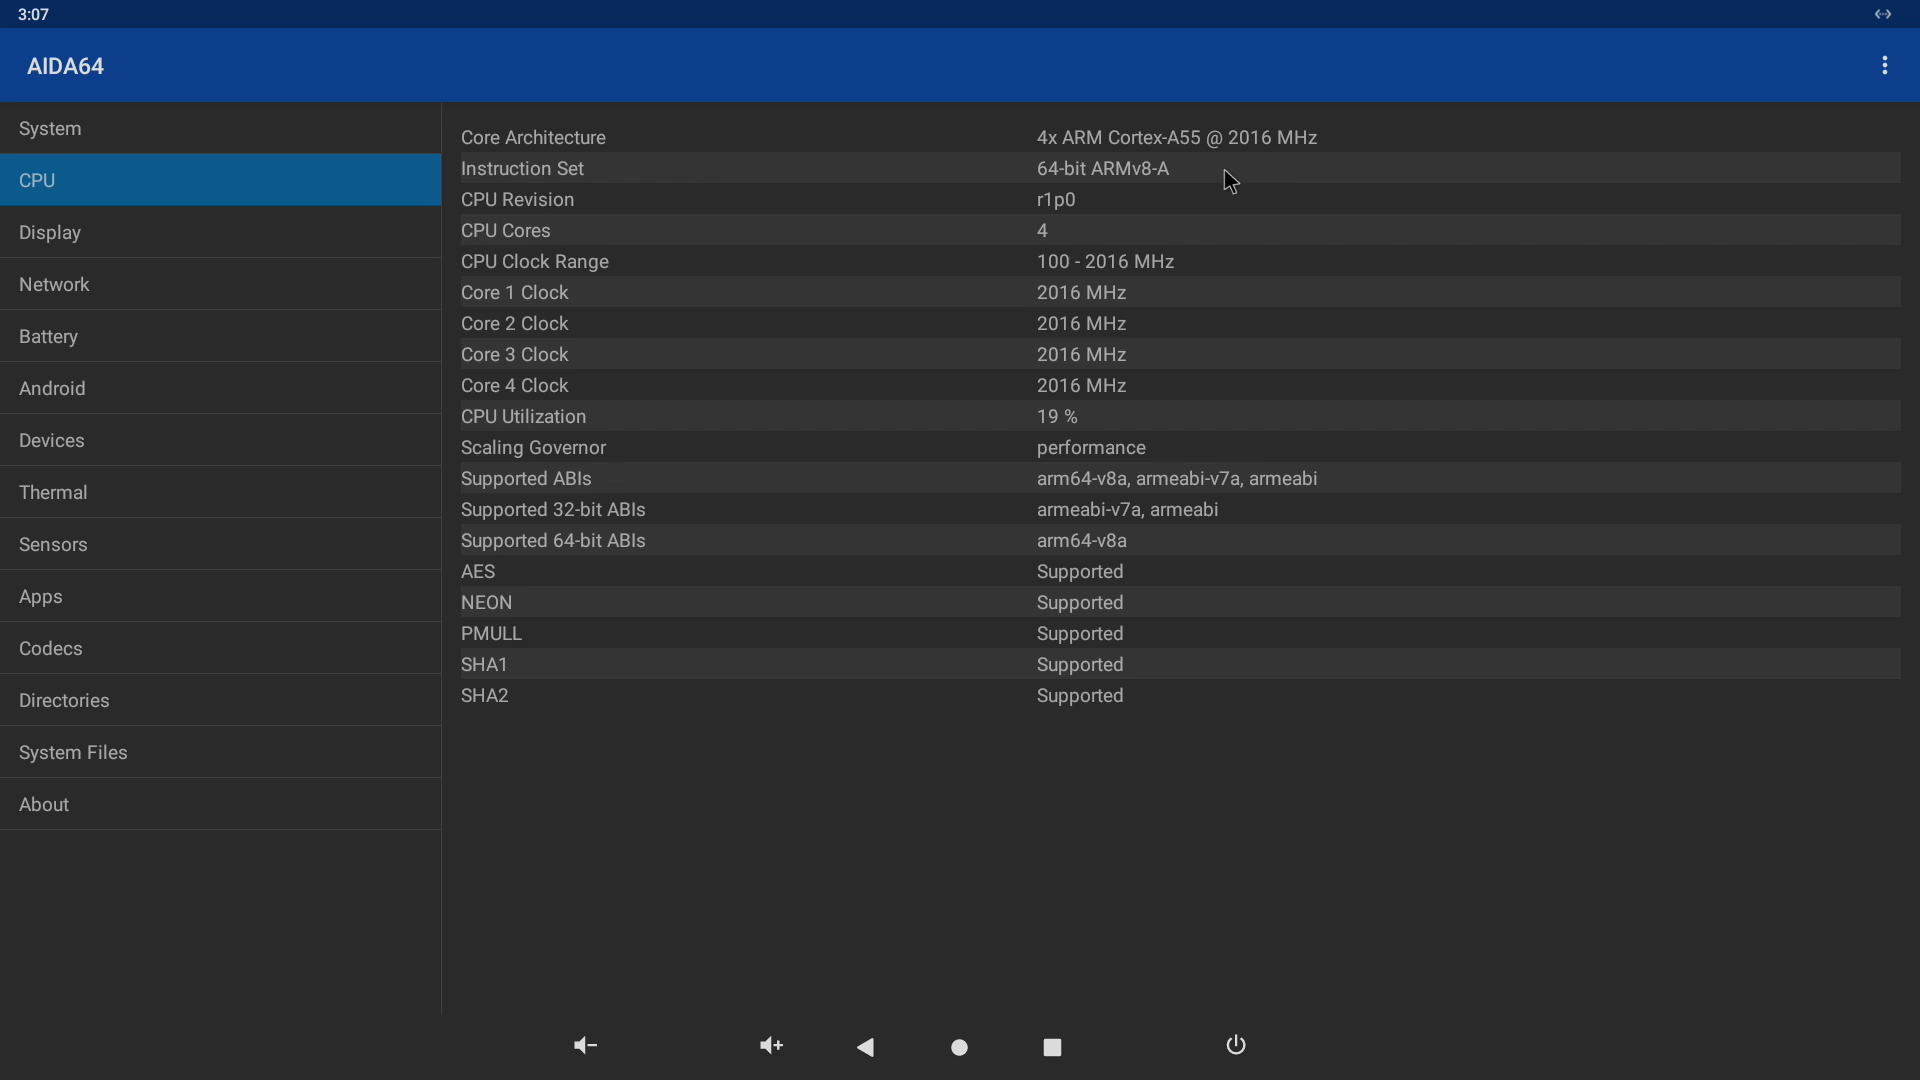 3:07
AIDA64
System
CPU
Display
Network
Battery
Android
Devices
Thermal
Sensors
Apps
Codecs
Directories
System Files
About
Core Architecture 4x ARM Cortex-A55 @ 2016 MHz
Instruction Set 64-bit ARMv8-A
CPU Revision r1p0
CPU Cores 4
CPU Clock Range 100 - 2016 MHz
Core 1 Clock 2016 MHz
Core 2 Clock 2016 MHz
Core 3 Clock 2016 MHz
Core 4 Clock 2016 MHz
CPU Utilization 19 %
Scaling Governor performance
Supported ABIs arm64-v8a, armeabi-v7a, armeabi
Supported 32-bit ABIs armeabi-v7a, armeabi
Supported 64-bit ABIs arm64-v8a
AES Supported
NEON Supported
PMULL Supported
SHA1 Supported
SHA2 Supported